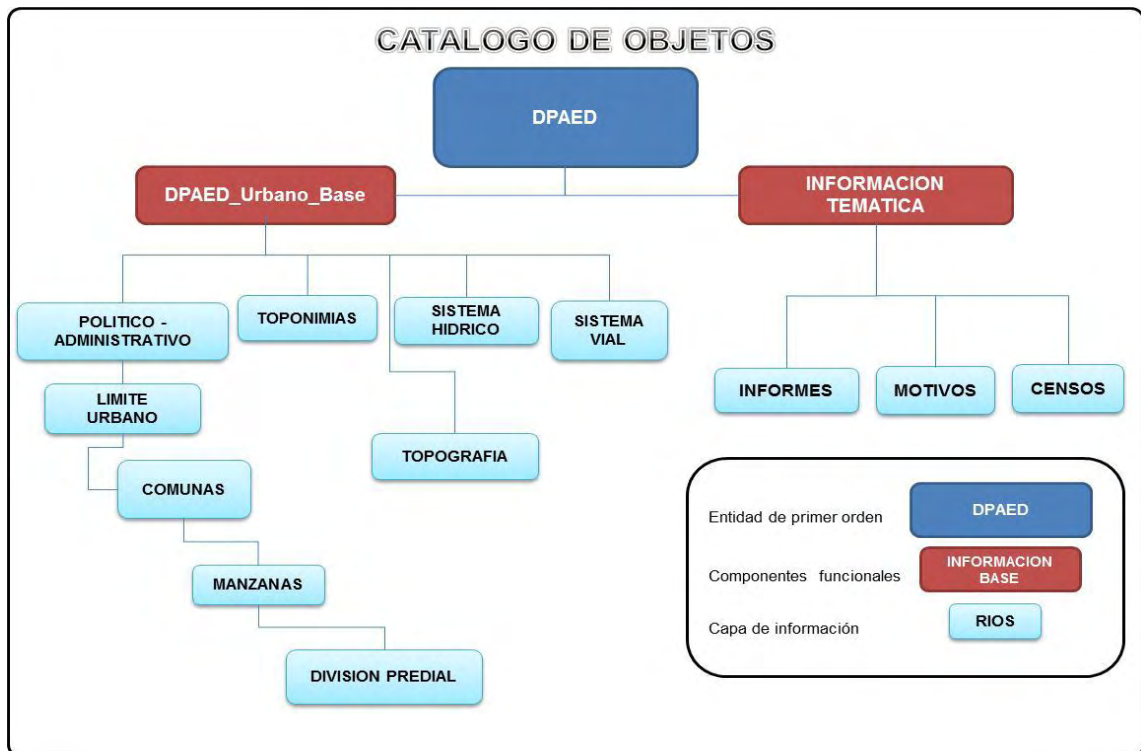 CATALOGO DE OBJETOS
DPAED
DPAED_Urbano_Base
INFORMACION
TEMATICA
POLITICO -
ADMINISTRATIVO
TOPONIMIAS
SISTEMA
HIDRICO
SISTEMA
VIAL
LIMITE
URBANO
TOPOGRAFIA
COMUNAS
MANZANAS
DIVISION PREDIAL
INFORMES
MOTIVOS
CENSOS
Entidad de primer orden
DPAED
Componentes funcionales
INFORMACION
BASE
Capa de información
RIOS